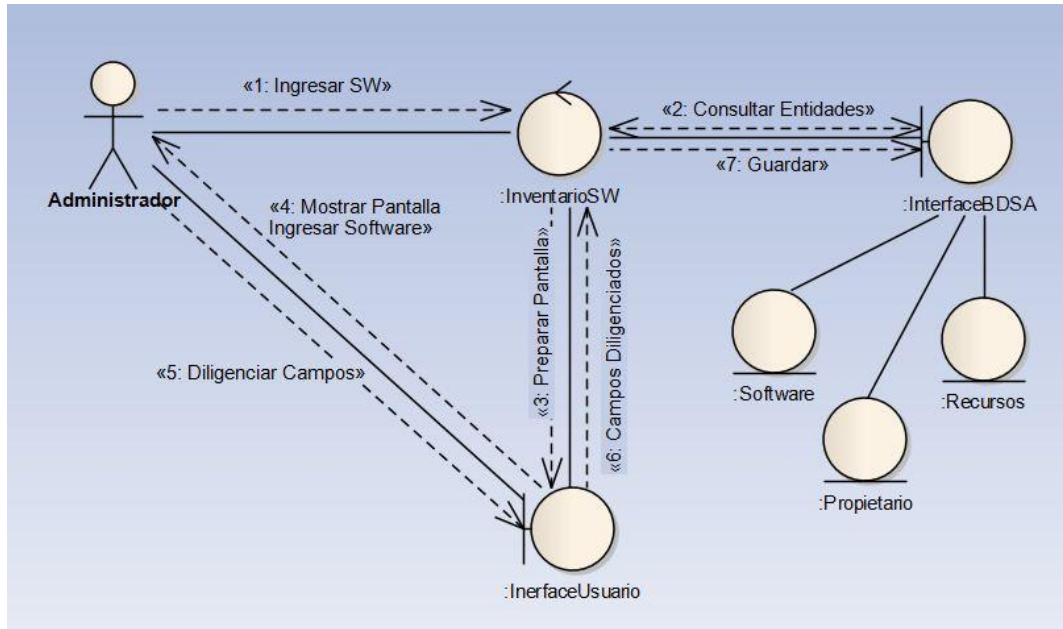 «1: Ingresar SW»
«2: Consultar Entidades»
«7: Guardar»
Administrador
:InventarioSW
:InterfaceBDSA
«4: Mostrar Pantalla
Ingresar Software»
«3: Preparar Pantalla»
«6: Campos Diligenciados»
«5: Diligenciar Campos»
:Software
:Recursos
:Propietario
:InerfaceUsuario